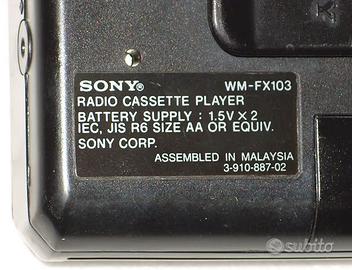 SONY® WM-FX103
RADIO CASSETTE PLAYER
BATTERY SUPPLY : 1.5V×2
IEC, JIS R6 SIZE AA OR EQUIV.
SONY CORP.
ASSEMBLED IN MALAYSIA
3-910-887-02
subito